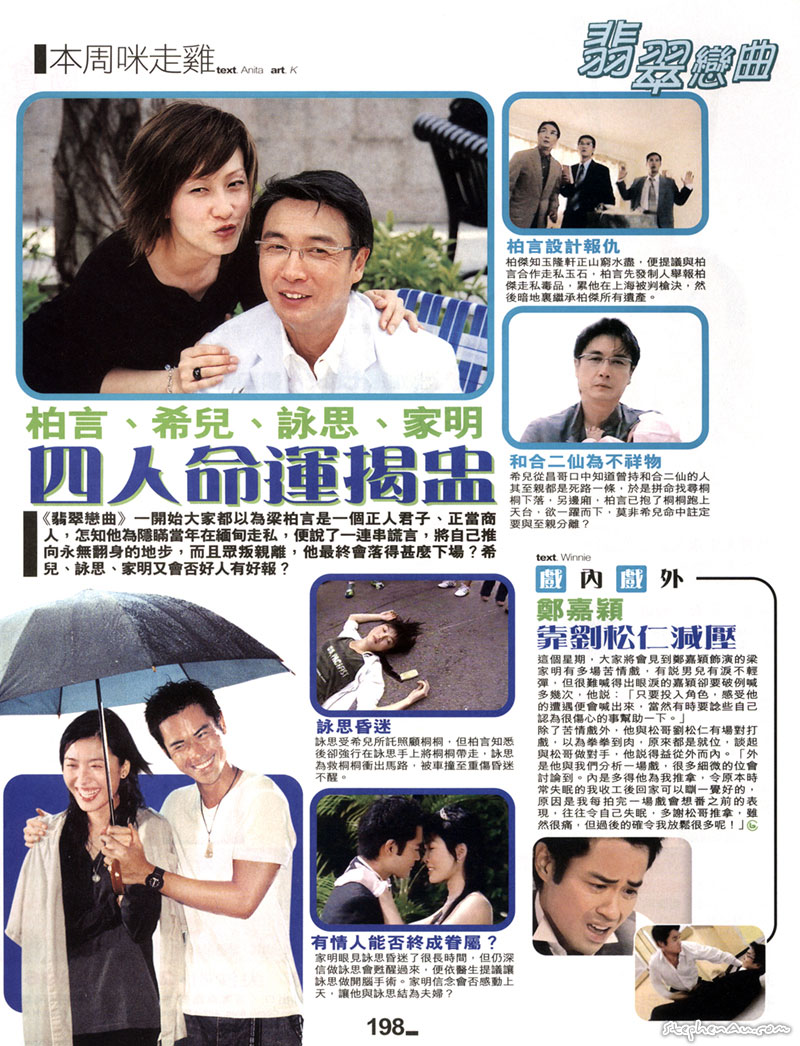 本周咪走雞text. Anita art. K
翡翠戀曲
柏言、希兒、詠思、家明
四人命運揭盅
《翡翠戀曲》一開始大家都以為梁柏言是一個正人君子、正當商
人，怎知他為隱瞞當年在緬甸走私，便說了一連串謊言，將自己推
向永無翻身的地步，而且眾叛親離，他最終會落得甚麼下場？希
兒、詠思、家明又會否好人有好報？
柏言設計報仇
柏傑知玉隆軒正山窮水盡，便提議與柏
言合作走私玉石，柏言先發制人舉報柏
傑走私毒品，累他在上海被判槍決，然
後暗地裏繼承柏傑所有遺產。
和合二仙為不祥物
希兒從昌哥口中知道曾持和合二仙的人
其至親都是死路一條，於是拼命找尋桐
桐下落，另邊廂，柏言已抱了桐桐跑上
天台，欲一躍而下，莫非希兒命中註定
要與至親分離？
詠思昏迷
詠思受希兒所託照顧桐桐，但柏言知悉
後卻強行在詠思手上將桐桐帶走，詠思
為救桐桐衝出馬路，被車撞至重傷昏迷
不醒。
有情人能否終成眷屬？
家明眼見詠思昏迷了很長時間，但仍深
信做詠思會甦醒過來，便依醫生提議讓
詠思做開腦手術。家明信念會否感動上
天，讓他與詠思結為夫婦？
text. Winnie
戲內戲外
鄭嘉穎
靠劉松仁減壓
這個星期，大家將會見到鄭嘉穎飾演的梁
家明有多場苦情戲，有說男兒有淚不輕
彈，但很難喊得出眼淚的嘉穎卻要破例喊
多幾次，他說：「只要投入角色，感受他
的遭遇便會喊出來，當然有時要諗些自己
認為很傷心的事幫助一下。」
除了苦情戲外，他與松哥劉松仁有場對打
戲，以為拳拳到肉，原來都是就位，談起
與松哥做對手，他説得益從外而內。「外
是他與我們分析一場戲，很多細微的位會
討論到。內是多得他為我推拿，令原本時
常失眠的我收工後回家可以瞓一覺好的，
原因是我每拍完一場戲會想番之前的表
現，往往令自己失眠，多謝松哥推拿，雖
然很痛，但過後的確令我放鬆很多呢！」
198
stephenAu.com